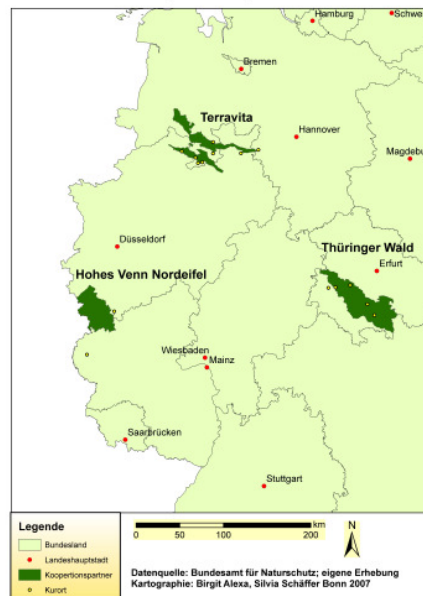 Hamburg
Schwe
Bremen
Terravita
Hannover
Magdebu
Düsseldorf
Thüringer Wald
Erfurt
Hohes Venn Nordeifel
Wiesbaden
Mainz
Saarbrücken
Stuttgart
Legende
Bundesland
Landeshauptstadt
Koopertionspartner
Kurort
km
0 50 100 200
N
Datenquelle: Bundesamt für Naturschutz; eigene Erhebung
Kartographie: Birgit Alexa, Silvia Schäffer Bonn 2007